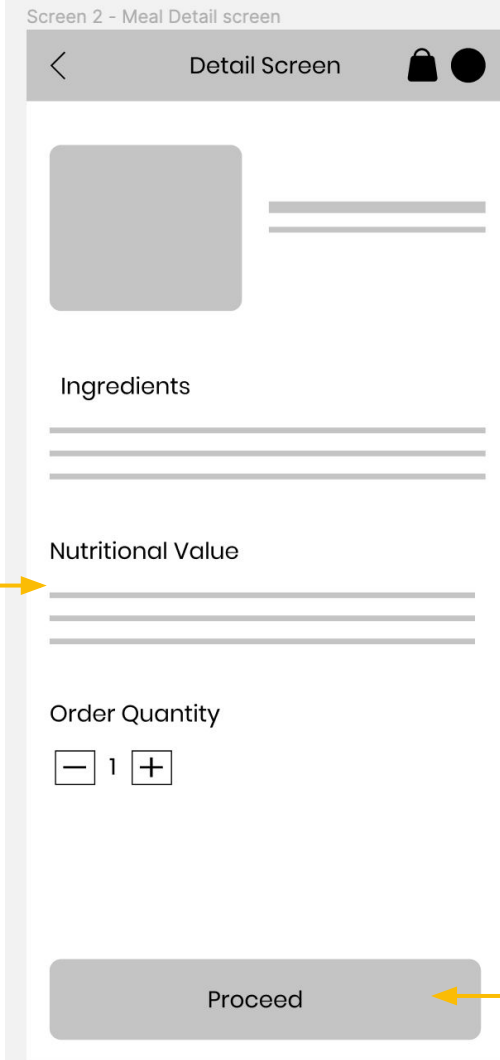 Screen 2 - Meal Detail screen
Detail Screen
Ingredients
Nutritional Value
Order Quantity
1
Proceed